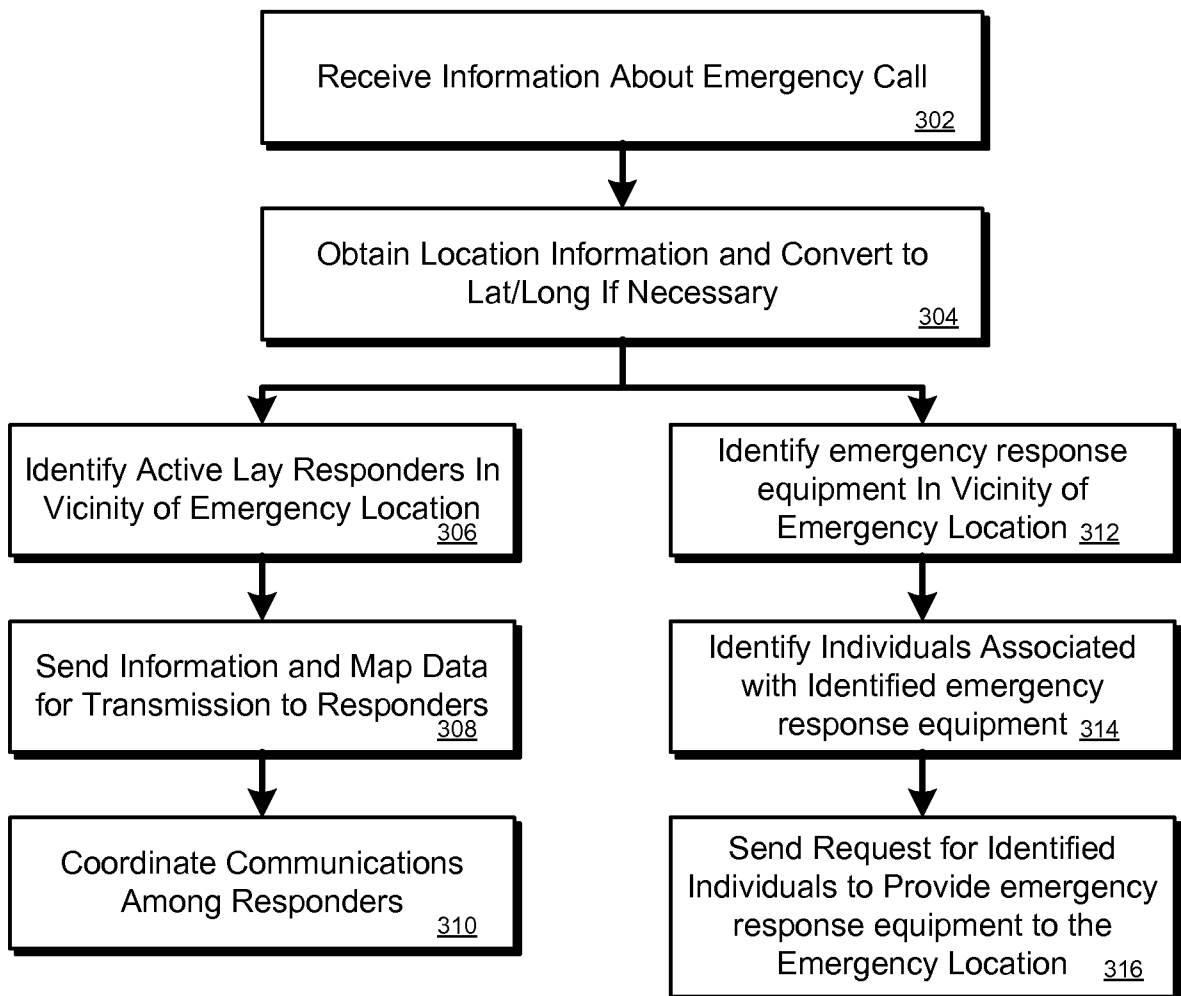 Receive Information About Emergency Call
302
Obtain Location Information and Convert to
Lat/Long If Necessary
304
Identify Active Lay Responders In
Vicinity of Emergency Location
306
Send Information and Map Data
for Transmission to Responders
308
Coordinate Communications
Among Responders
310
Identify emergency response
equipment In Vicinity of
Emergency Location
312
Identify Individuals Associated
with Identified emergency
response equipment
314
Send Request for Identified
Individuals to Provide emergency
response equipment to the
Emergency Location
316